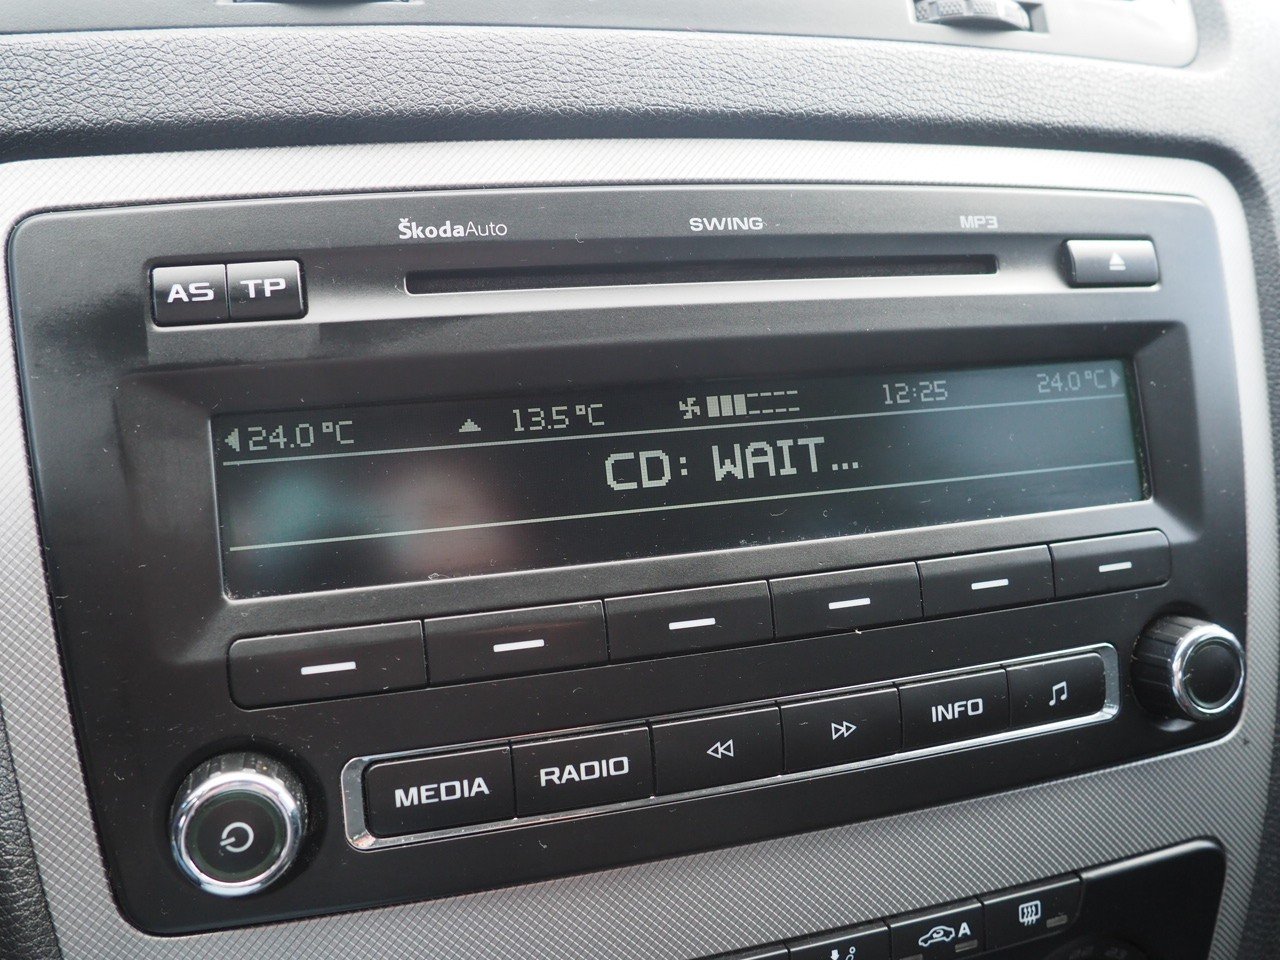 ŠkodaAuto SWING MP3
AS TP
24.0°C 13.5°C 12:25 24.0°C
CD: WAIT...
MEDIA RADIO INFO
A